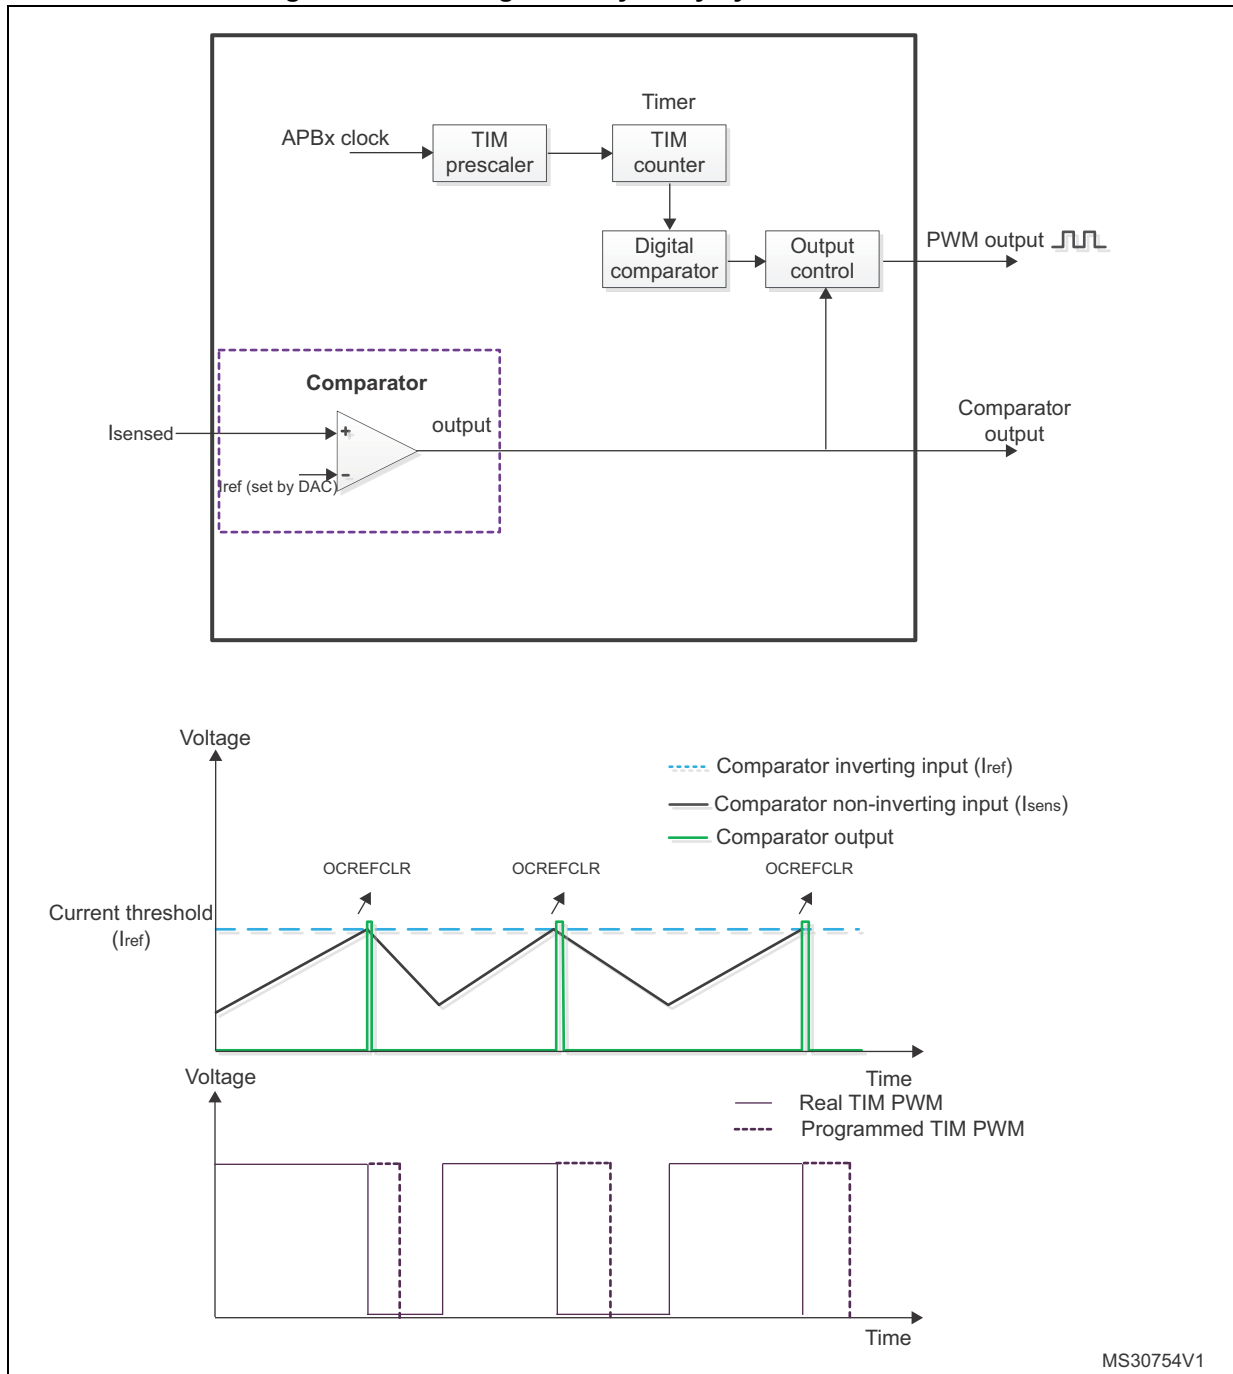 Timer
APBx clock
TIM
prescaler
TIM
counter
Digital
comparator
Output
control
PWM output
Comparator
Isensed
+
-
output
Iref (set by DAC)
Comparator
output
Voltage
Comparator inverting input (Iref)
Comparator non-inverting input (Isens)
Comparator output
OCREFCLR
OCREFCLR
OCREFCLR
Current threshold
(Iref)
Time
Voltage
Real TIM PWM
Programmed TIM PWM
Time
MS30754V1